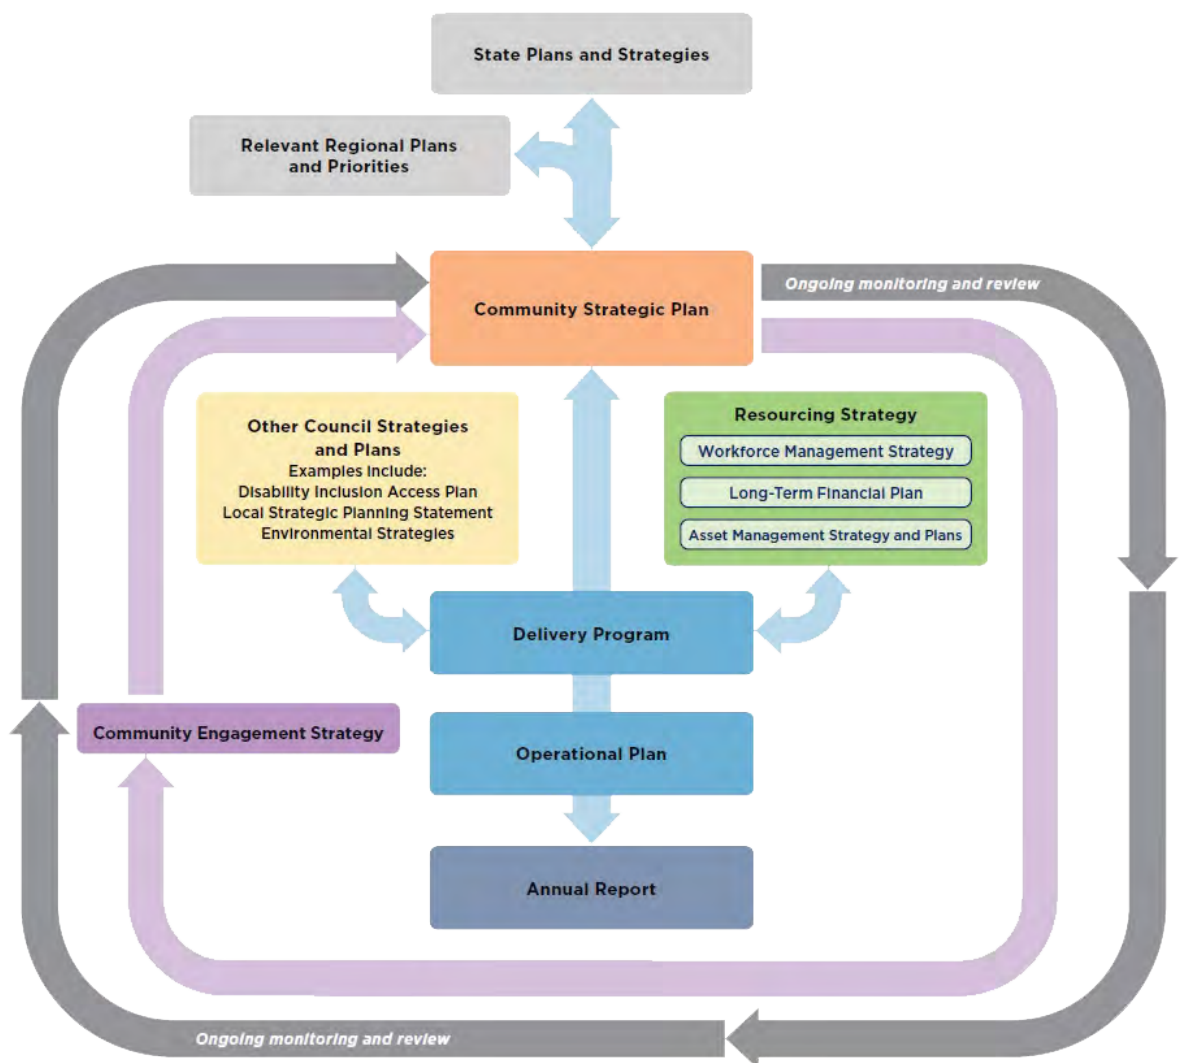 State Plans and Strategies
Relevant Regional Plans
and Priorities
Community Strategic Plan
Ongoing monitoring and review
Other Council Strategies
and Plans
Examples Include:
Disability Inclusion Access Plan
Local Strategic Planning Statement
Environmental Strategies
Resourcing Strategy
Workforce Management Strategy
Long-Term Financial Plan
Asset Management Strategy and Plans
Delivery Program
Community Engagement Strategy
Operational Plan
Annual Report
Ongoing monitoring and review